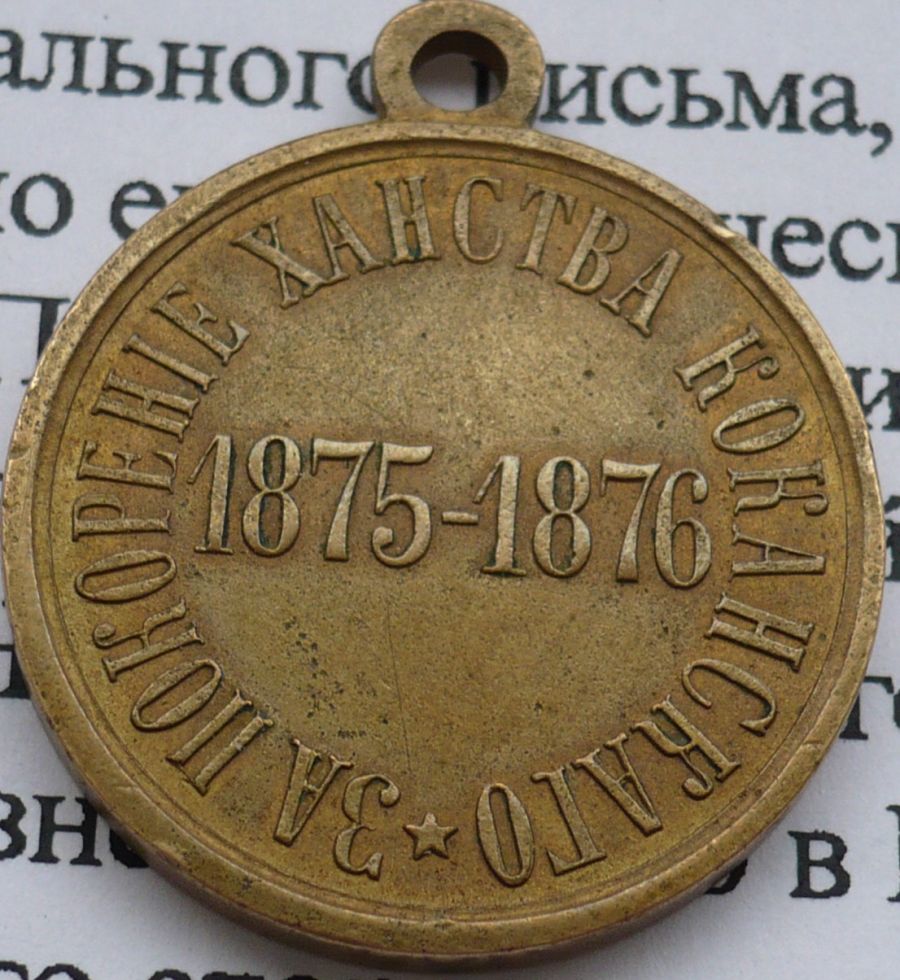 ального письма,
ЗА ПОКОРЕНІЕ ХАНСТВА КОКАНСКАГО
1875-1876
в